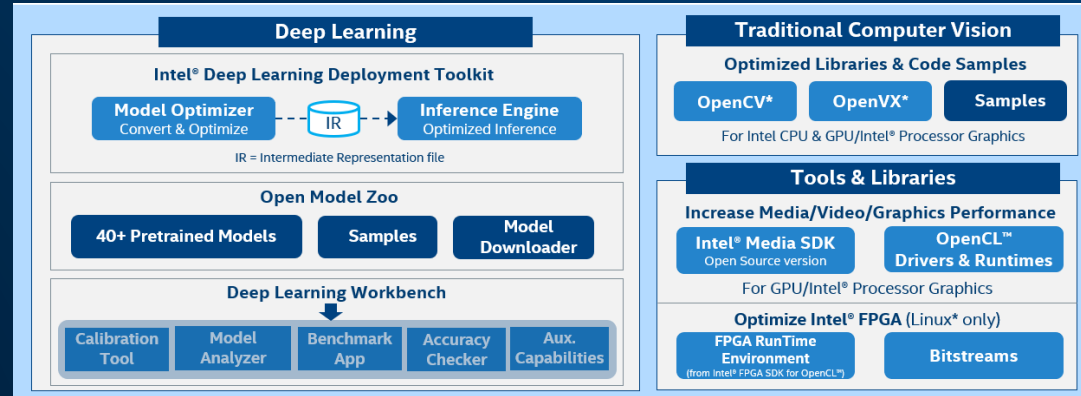 Deep Learning
Intel® Deep Learning Deployment Toolkit
Model Optimizer
Convert & Optimize
IR
Inference Engine
Optimized Inference
IR = Intermediate Representation file
Open Model Zoo
40+ Pretrained Models
Samples
Model
Downloader
Deep Learning Workbench
Calibration
Tool
Model
Analyzer
Benchmark
App
Accuracy
Checker
Aux.
Capabilities
Traditional Computer Vision
Optimized Libraries & Code Samples
OpenCV*
OpenVX*
Samples
For Intel CPU & GPU/Intel® Processor Graphics
Tools & Libraries
Increase Media/Video/Graphics Performance
Intel® Media SDK
Open Source version
OpenCL™
Drivers & Runtimes
For GPU/Intel® Processor Graphics
Optimize Intel® FPGA (Linux* only)
FPGA RunTime
Environment
(from Intel® FPGA SDK for OpenCL™)
Bitstreams